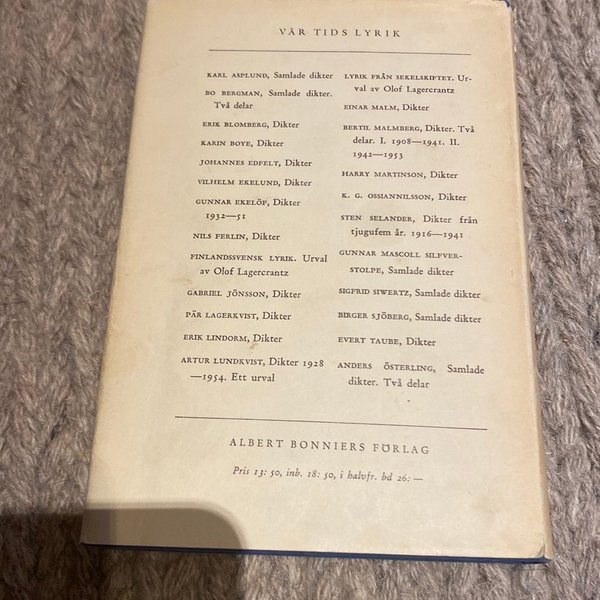 VÅR TIDS LYRIK
KARL ASPLUND, Samlade dikter
BO BERGMAN, Samlade dikter.
Två delar
ERIK BLOMBERG, Dikter
KARIN BOYE, Dikter
JOHANNES EDFELT, Dikter
VILHELM EKELUND, Dikter
GUNNAR EKELÖF, Dikter
1932—51
NILS FERLIN, Dikter
FINLANDSSVENSK LYRIK. Urval
av Olof Lagercrantz
GABRIEL JÖNSSON, Dikter
PÄR LAGERKVIST, Dikter
ERIK LINDORM, Dikter
ARTUR LUNDKVIST, Dikter 1928
—1954. Ett urval
LYRIK FRÅN SEKELSKIFTET. Ur-
val av Olof Lagercrantz
EINAR MALM, Dikter
BERTIL MALMBERG, Dikter. Två
delar. I. 1908—1941. II.
1942—1953
HARRY MARTINSON, Dikter
K. G. OSSIANNILSSON, Dikter
STEN SELANDER, Dikter från
tjugufem år. 1916—1941
GUNNAR MASCOLL SILFVER-
STOLPE, Samlade dikter
SIGFRID SIWERTZ, Samlade dikter
BIRGER SJÖBERG, Samlade dikter
EVERT TAUBE, Dikter
ANDERS ÖSTERLING, Samlade
dikter. Två delar
ALBERT BONNIERS FÖRLAG
Pris 13: 50, inb. 18: 50, i halvfr. bd 26: —